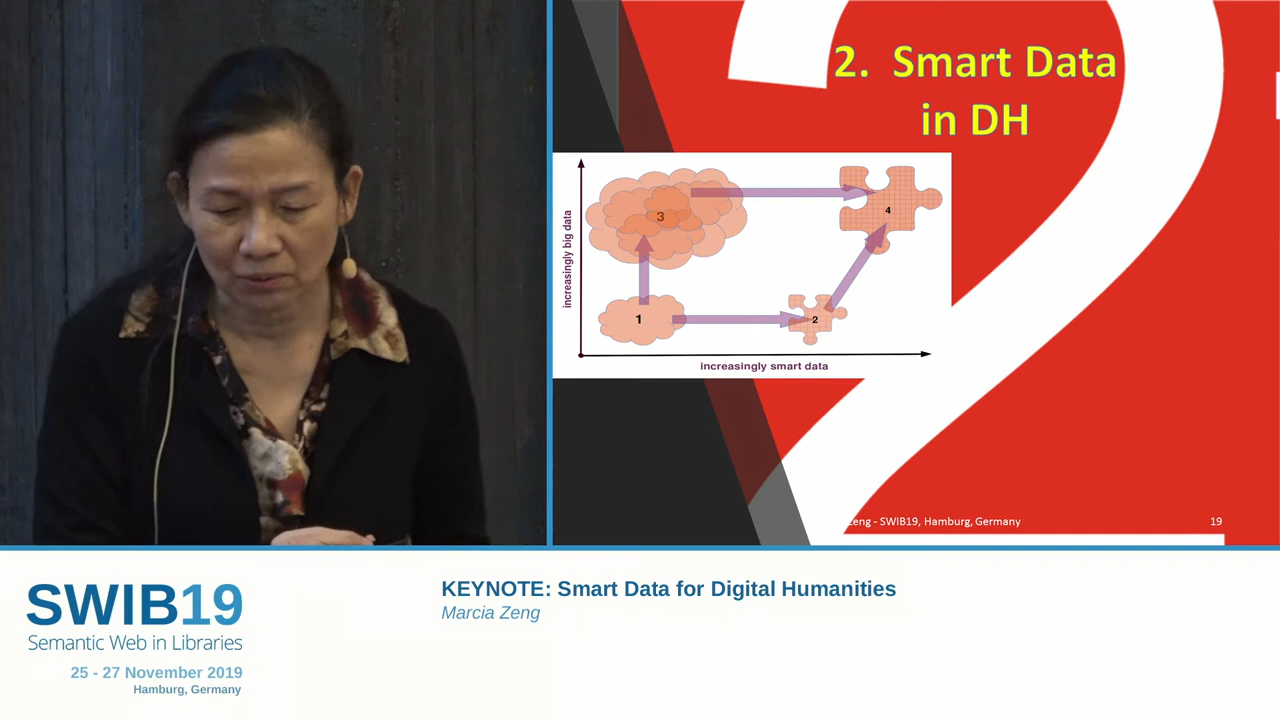 2. Smart Data
in DH
increasingly big data
3
4
1
2
increasingly smart data
Zeng - SWIB19, Hamburg, Germany
19
SWIB19
Semantic Web in Libraries
25 - 27 November 2019
Hamburg, Germany
KEYNOTE: Smart Data for Digital Humanities
Marcia Zeng